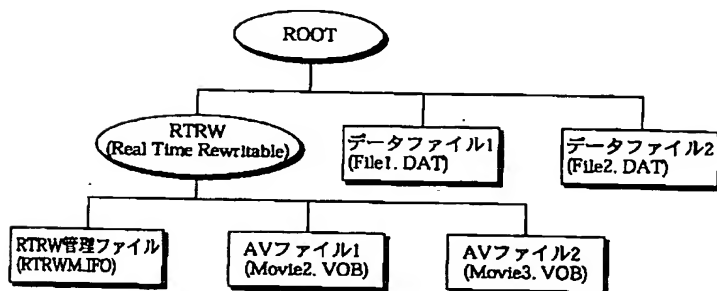 ROOT
RTRW
(Real Time Rewritable)
データファイル1
(File1. DAT)
データファイル2
(File2. DAT)
RTRW管理ファイル
(RTRWM.IFO)
AVファイル1
(Movie2. VOB)
AVファイル2
(Movie3. VOB)